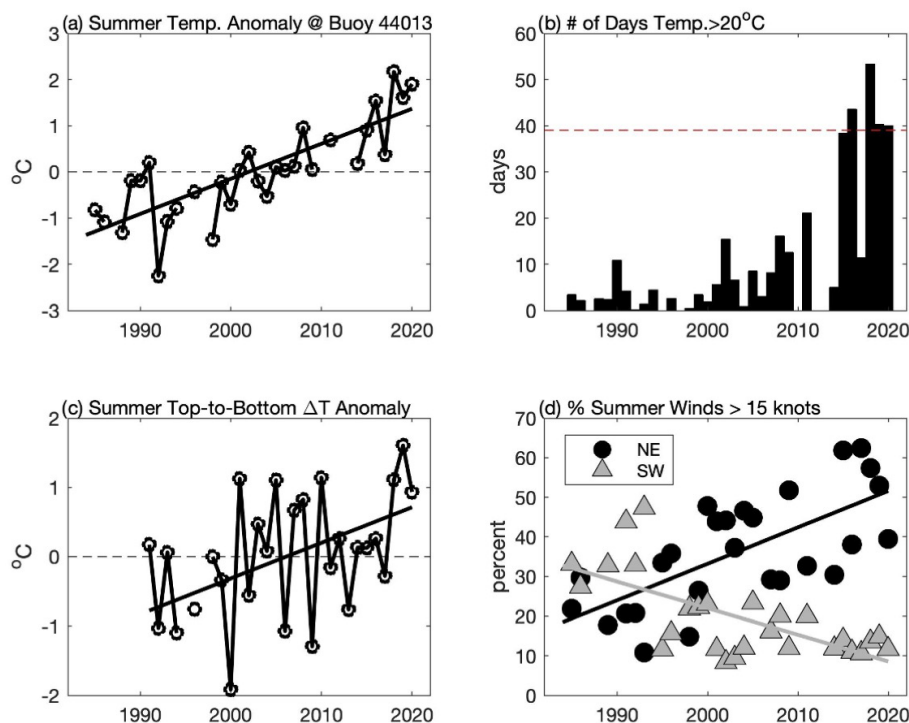 (a) Summer Temp. Anomaly @ Buoy 44013
3
2
1
0
-1
-2
-3
°C
1990 2000 2010 2020
(b) # of Days Temp.>20°C
60
50
40
30
20
10
0
days
1990 2000 2010 2020
(c) Summer Top-to-Bottom ΔT Anomaly
2
1
0
-1
-2
°C
1990 2000 2010 2020
(d) % Summer Winds > 15 knots
70
60
50
40
30
20
10
0
percent
NE
SW
1990 2000 2010 2020